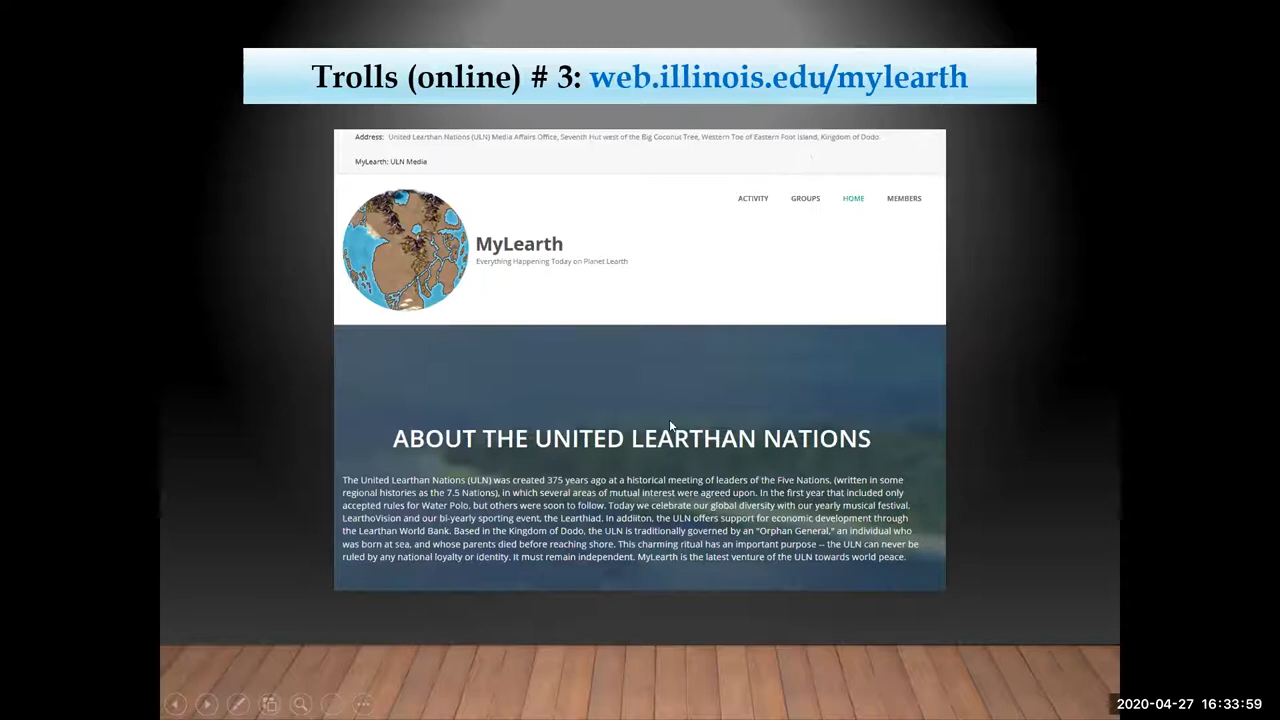 Trolls (online) # 3: web.illinois.edu/mylearth
Address: United Learthan Nations (ULN) Media Affairs Office, Seventh Hut west of the Big Coconut Tree, Western Toe of Eastern Foot Island, Kingdom of Dodo
MyLearth: ULN Media
ACTIVITY GROUPS HOME MEMBERS
MyLearth
Everything Happening Today on Planet Learth
ABOUT THE UNITED LEARTHAN NATIONS
The United Learthan Nations (ULN) was created 375 years ago at a historical meeting of leaders of the Five Nations, (written in some
regional histories as the 7.5 Nations), in which several areas of mutual interest were agreed upon. In the first year that included only
accepted rules for Water Polo, but others were soon to follow. Today we celebrate our global diversity with our yearly musical festival,
LearthoVision and our bi-yearly sporting event, the Learthiad. In addiiton, the ULN offers support for economic development through
the Learthan World Bank. Based in the Kingdom of Dodo, the ULN is traditionally governed by an "Orphan General," an individual who
was born at sea, and whose parents died before reaching shore. This charming ritual has an important purpose -- the ULN can never be
ruled by any national loyalty or identity. It must remain independent. MyLearth is the latest venture of the ULN towards world peace.
2020-04-27 16:33:59